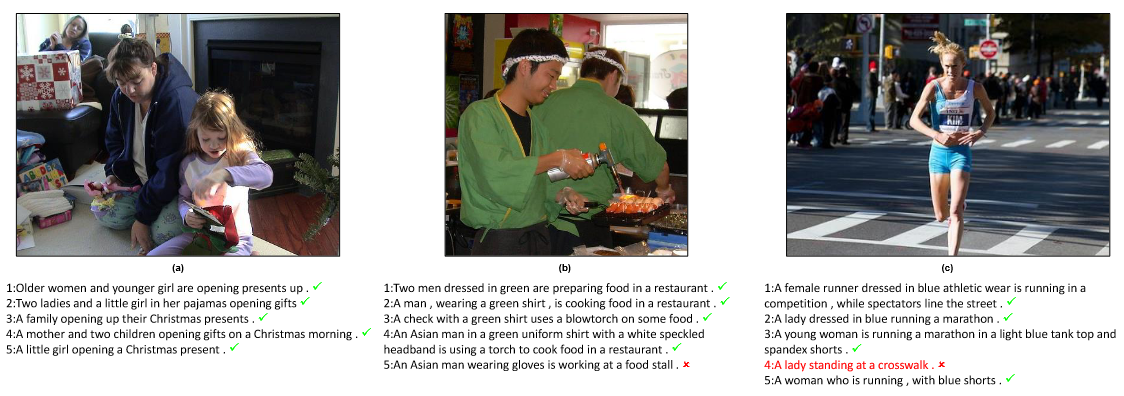 KIM
(a)
(b)
(c)
1:Older women and younger girl are opening presents up . ✓
2:Two ladies and a little girl in her pajamas opening gifts ✓
3:A family opening up their Christmas presents . ✓
4:A mother and two children opening gifts on a Christmas morning . ✓
5:A little girl opening a Christmas present . ✓
1:Two men dressed in green are preparing food in a restaurant . ✓
2:A man , wearing a green shirt , is cooking food in a restaurant . ✓
3:A check with a green shirt uses a blowtorch on some food . ✓
4:An Asian man in a green uniform shirt with a white speckled
headband is using a torch to cook food in a restaurant . ✓
5:An Asian man wearing gloves is working at a food stall . ×
1:A female runner dressed in blue athletic wear is running in a
competition , while spectators line the street . ✓
2:A lady dressed in blue running a marathon . ✓
3:A young woman is running a marathon in a light blue tank top and
spandex shorts . ✓
4:A lady standing at a crosswalk . ×
5:A woman who is running , with blue shorts . ✓